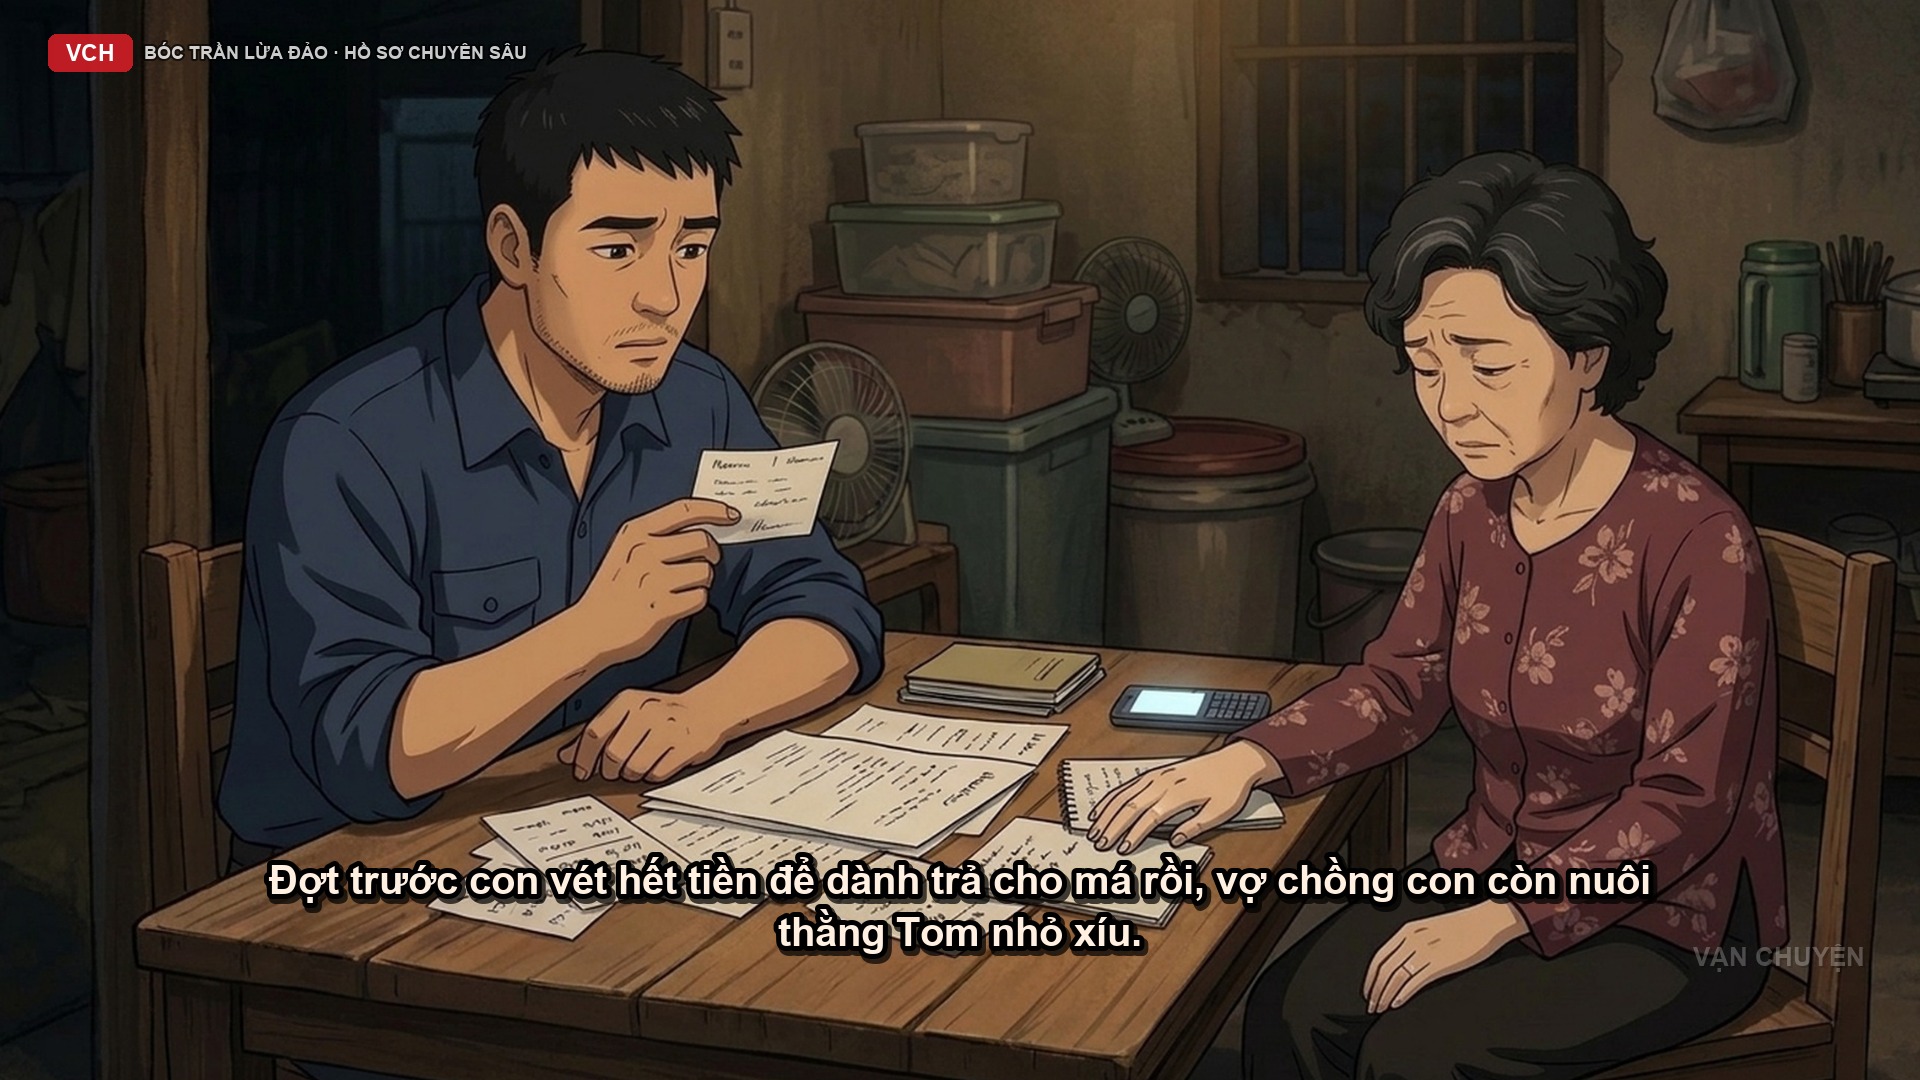 VCH BÓC TRẦN LỪA ĐẢO · HỒ SƠ CHUYÊN SÂU
Đợt trước con vét hết tiền để dành trả cho má rồi, vợ chồng con còn nuôi
thằng Tom nhỏ xíu.
VẠN CHUYỆN